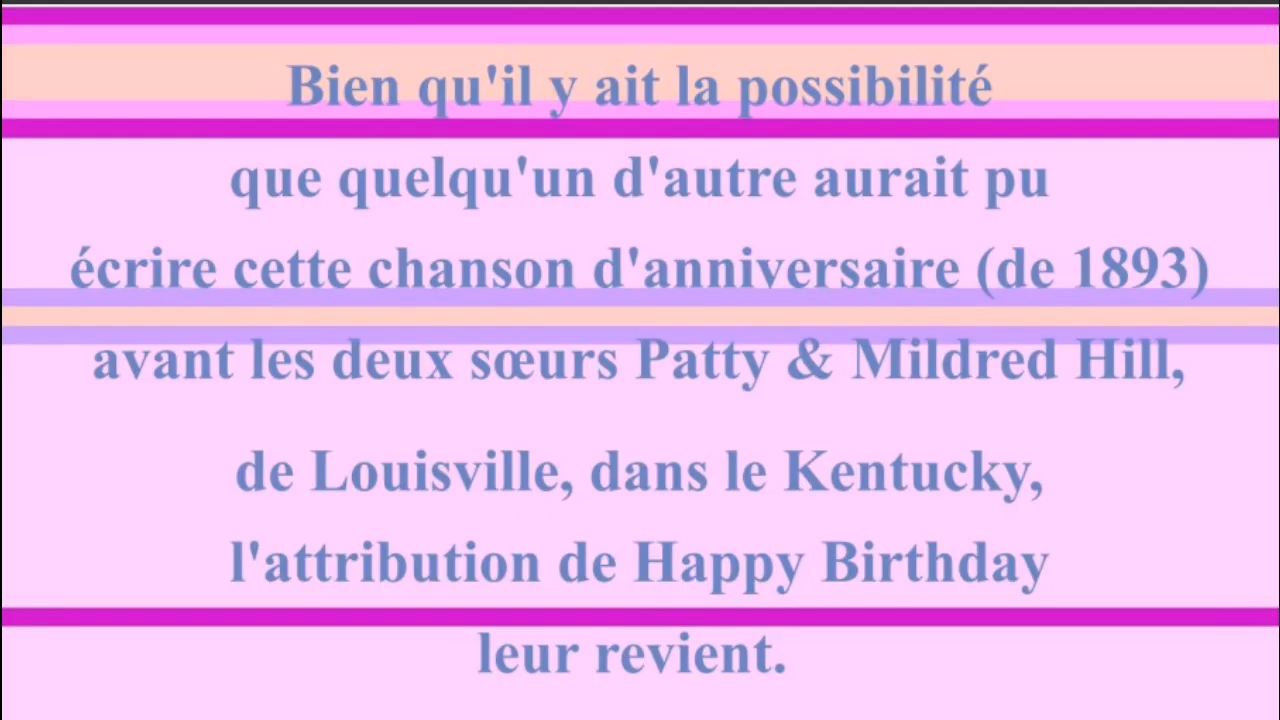 Bien qu'il y ait la possibilité
que quelqu'un d'autre aurait pu
écrire cette chanson d'anniversaire (de 1893)
avant les deux sœurs Patty & Mildred Hill,
de Louisville, dans le Kentucky,
l'attribution de Happy Birthday
leur revient.